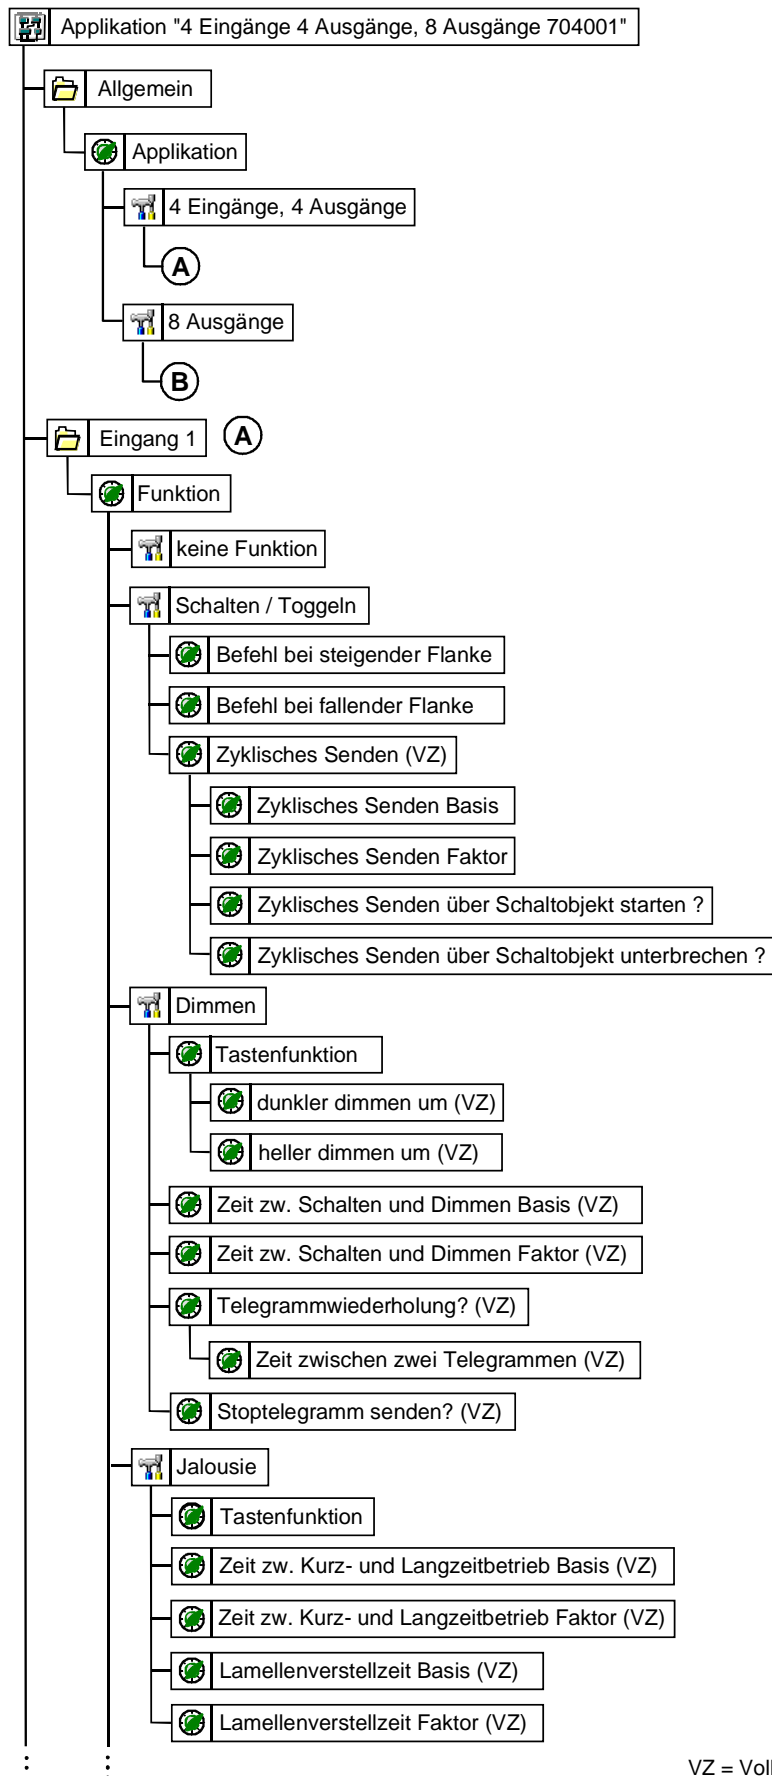 Applikation "4 Eingänge 4 Ausgänge, 8 Ausgänge 704001"
Allgemein
Applikation
4 Eingänge, 4 Ausgänge
A
8 Ausgänge
B
Eingang 1
A
Funktion
keine Funktion
Schalten / Toggeln
Befehl bei steigender Flanke
Befehl bei fallender Flanke
Zyklisches Senden (VZ)
Zyklisches Senden Basis
Zyklisches Senden Faktor
Zyklisches Senden über Schaltobjekt starten ?
Zyklisches Senden über Schaltobjekt unterbrechen ?
Dimmen
Tastenfunktion
dunkler dimmen um (VZ)
heller dimmen um (VZ)
Zeit zw. Schalten und Dimmen Basis (VZ)
Zeit zw. Schalten und Dimmen Faktor (VZ)
Telegrammwiederholung? (VZ)
Zeit zwischen zwei Telegrammen (VZ)
Stoptelegramm senden? (VZ)
Jalousie
Tastenfunktion
Zeit zw. Kurz- und Langzeitbetrieb Basis (VZ)
Zeit zw. Kurz- und Langzeitbetrieb Faktor (VZ)
Lamellenverstellzeit Basis (VZ)
Lamellenverstellzeit Faktor (VZ)
VZ = Voll